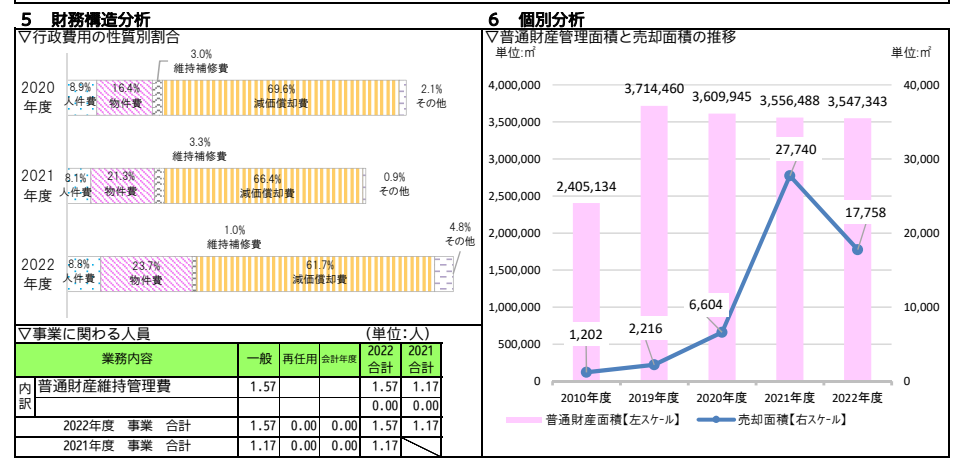 5 財務構造分析
▽行政費用の性質別割合
3.0%
維持補修費
2020
年度
8.9%
人件費
16.4%
物件費
69.6%
減価償却費
2.1%
その他
3.3%
維持補修費
2021
年度
8.1%
人件費
21.3%
物件費
66.4%
減価償却費
0.9%
その他
1.0%
維持補修費
4.8%
その他
2022
年度
8.8%
人件費
23.7%
物件費
61.7%
減価償却費
▽事業に関わる人員 (単位:人)
業務内容 一般 再任用 会計年度 2022合計 2021合計
内訳 普通財産維持管理費 1.57 1.57 1.17
0.00 0.00
2022年度 事業 合計 1.57 0.00 0.00 1.57 1.17
2021年度 事業 合計 1.17 0.00 0.00 1.17
6 個別分析
▽普通財産管理面積と売却面積の推移
単位:㎡ 単位:㎡
4,000,000
3,500,000
3,000,000
2,500,000
2,000,000
1,500,000
1,000,000
500,000
0
2,405,134
3,714,460
3,609,945
3,556,488
3,547,343
1,202
2,216
6,604
27,740
17,758
40,000
30,000
20,000
10,000
0
2010年度 2019年度 2020年度 2021年度 2022年度
普通財産面積【左スケール】 売却面積【右スケール】